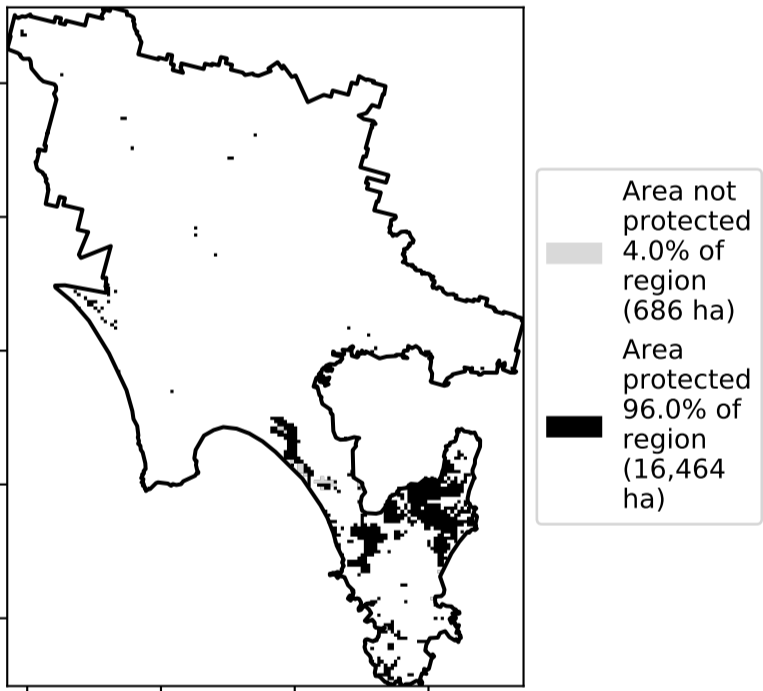 Area not
protected
4.0% of
region
(686 ha)
Area
protected
96.0% of
region
(16,464
ha)